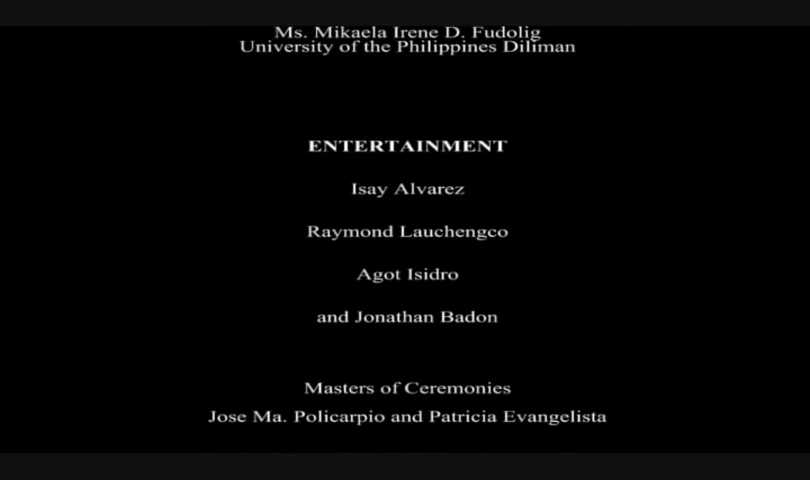 Ms. Mikaela Irene D. Fudolig
University of the Philippines Diliman
ENTERTAINMENT
Isay Alvarez
Raymond Lauchengco
Agot Isidro
and Jonathan Badon
Masters of Ceremonies
Jose Ma. Policarpio and Patricia Evangelista